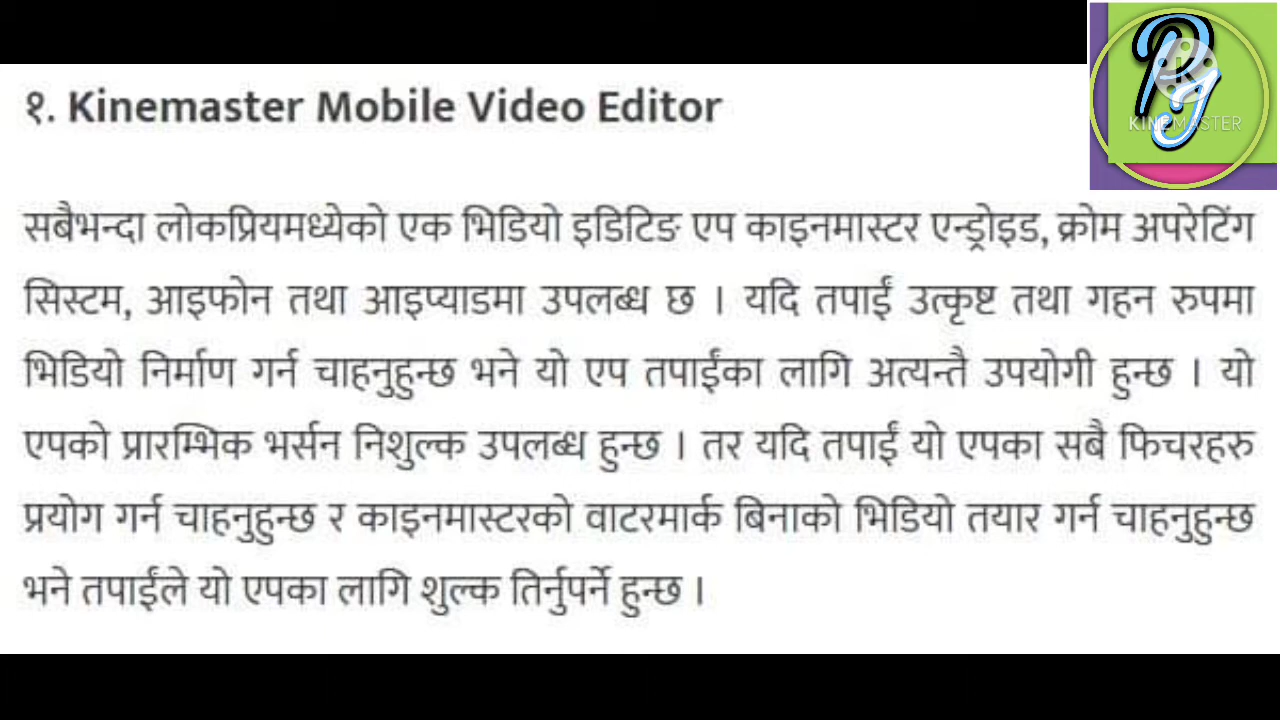 १. Kinemaster Mobile Video Editor
सबैभन्दा लोकप्रियमध्येको एक भिडियो इडिटिङ एप काइनमास्टर एन्ड्रोइड, क्रोम अपरेटिंग
सिस्टम, आइफोन तथा आइप्याडमा उपलब्ध छ । यदि तपाईं उत्कृष्ट तथा गहन रुपमा
भिडियो निर्माण गर्न चाहनुहुन्छ भने यो एप तपाईंका लागि अत्यन्तै उपयोगी हुन्छ । यो
एपको प्रारम्भिक भर्सन निशुल्क उपलब्ध हुन्छ । तर यदि तपाईं यो एपका सबै फिचरहरु
प्रयोग गर्न चाहनुहुन्छ र काइनमास्टरको वाटरमार्क बिनाको भिडियो तयार गर्न चाहनुहुन्छ
भने तपाईंले यो एपका लागि शुल्क तिर्नुपर्ने हुन्छ ।
Pg
K
KINEMASTER